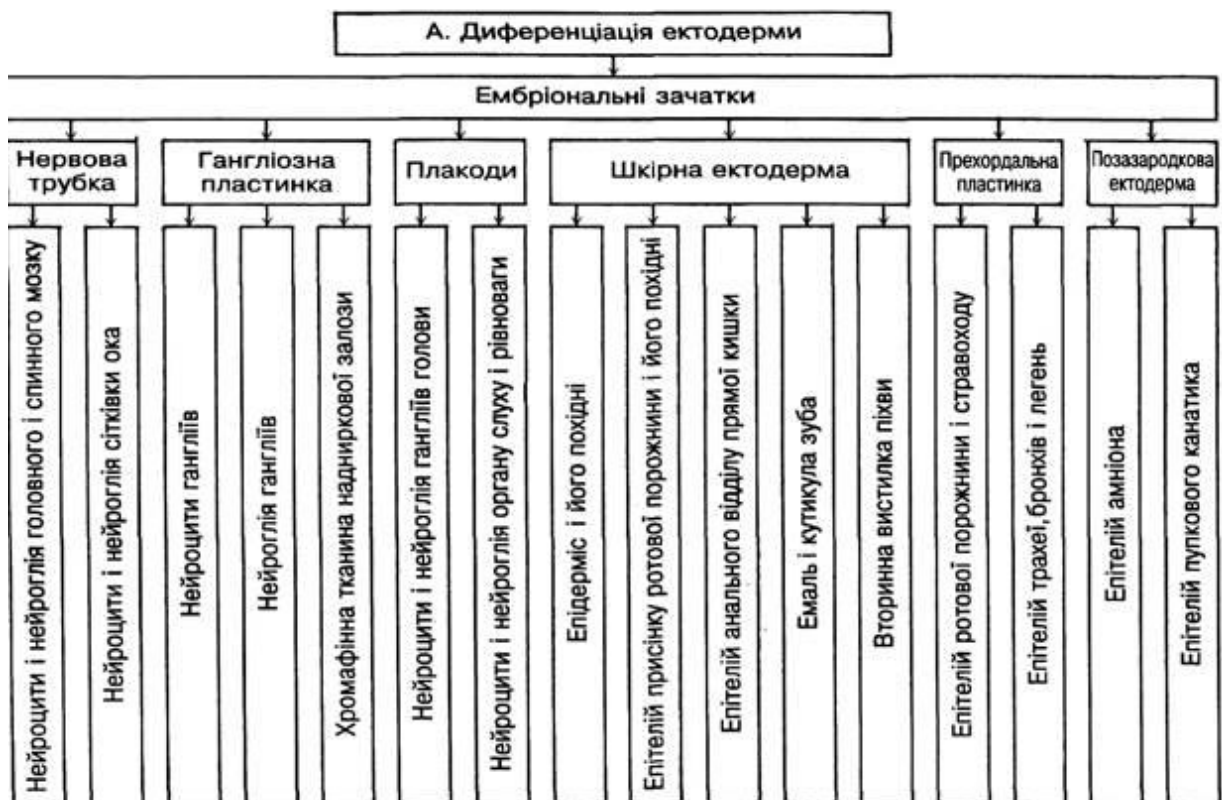 А. Диференціація ектодерми
Ембріональні зачатки
Нервова
трубка
Гангліозна
пластинка
Плакоди
Шкірна ектодерма
Прехордальна
пластинка
Позазародкова
ектодерма
Нейроцити і нейроглія головного і спинного мозку
Нейроцити і нейроглія сітківки ока
Нейроцити гангліїв
Нейроглія гангліїв
Хромафінна тканина надниркової залози
Нейроцити і нейроглія гангліїв голови
Нейроцити і нейроглія органу слуху і рівноваги
Епідерміс і його похідні
Епітелій присінку ротової порожнини і його похідні
Епітелій анального відділу прямої кишки
Емаль і кутикула зуба
Вторинна вистилка піхви
Епітелій ротової порожнини і стравоходу
Епітелій трахеї, бронхів і легень
Епітелій амніона
Епітелій пупкового канатика